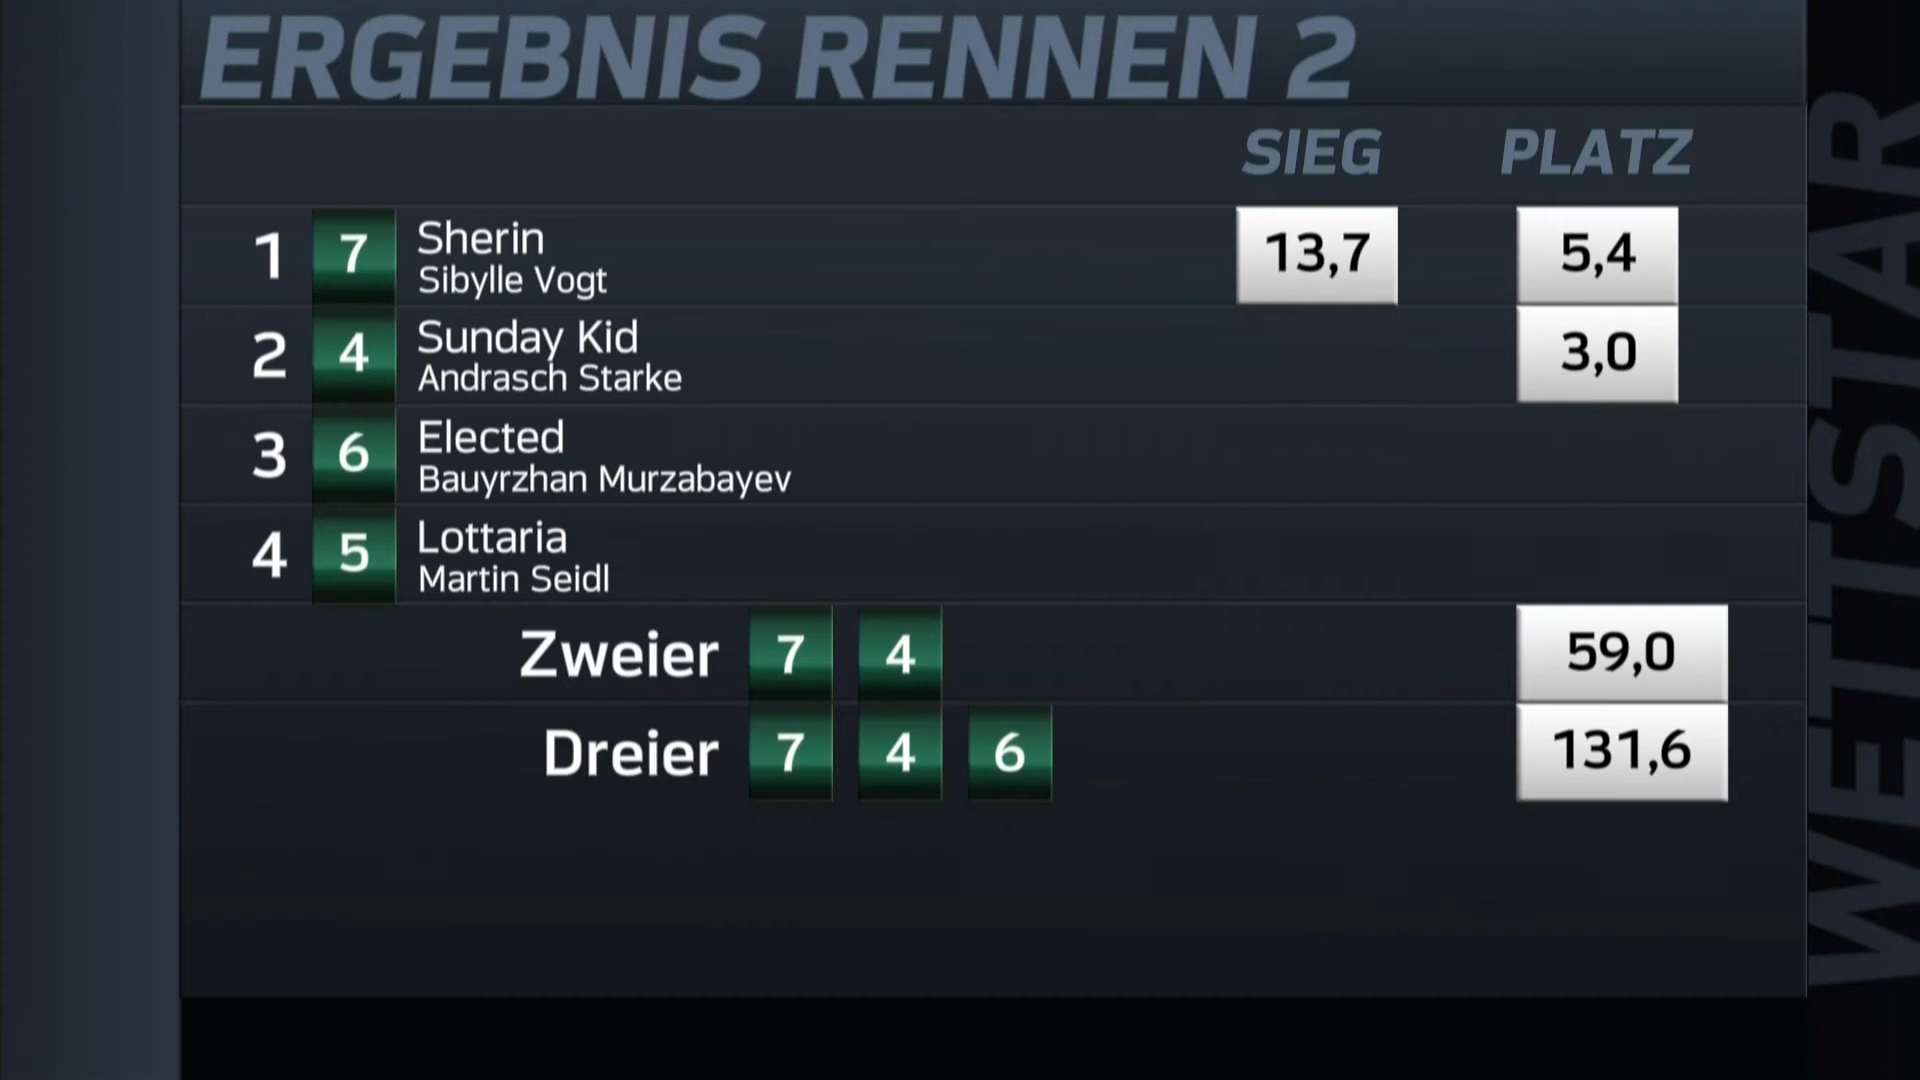 ERGEBNIS RENNEN 2
SIEG PLATZ
1 7 Sherin 13,7 5,4
Sibylle Vogt
2 4 Sunday Kid 3,0
Andrasch Starke
3 6 Elected
Bauyrzhan Murzabayev
4 5 Lottaria
Martin Seidl
Zweier 7 4 59,0
Dreier 7 4 6 131,6
WETTSTAR